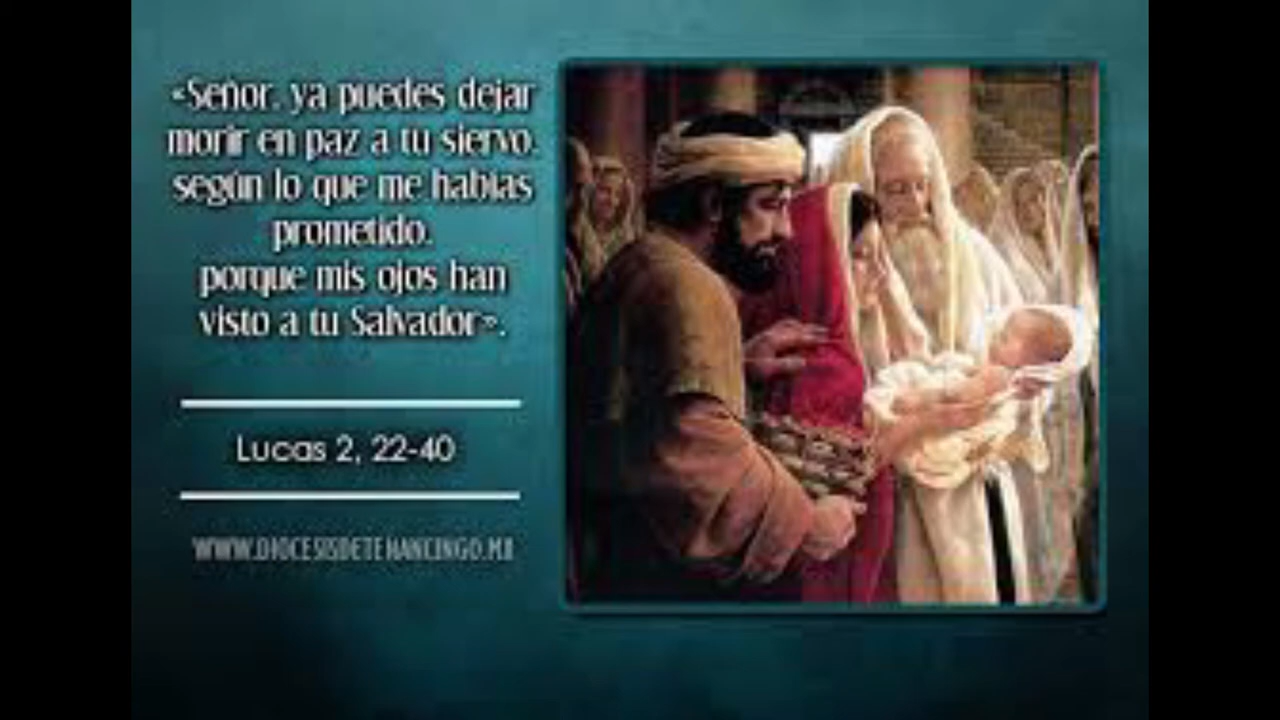 «Señor, ya puedes dejar
morir en paz a tu siervo,
según lo que me habías
prometido,
porque mis ojos han
visto a tu Salvador».
Lucas 2, 22-40
WWW.DIOCESISDETENANCINGO.MX